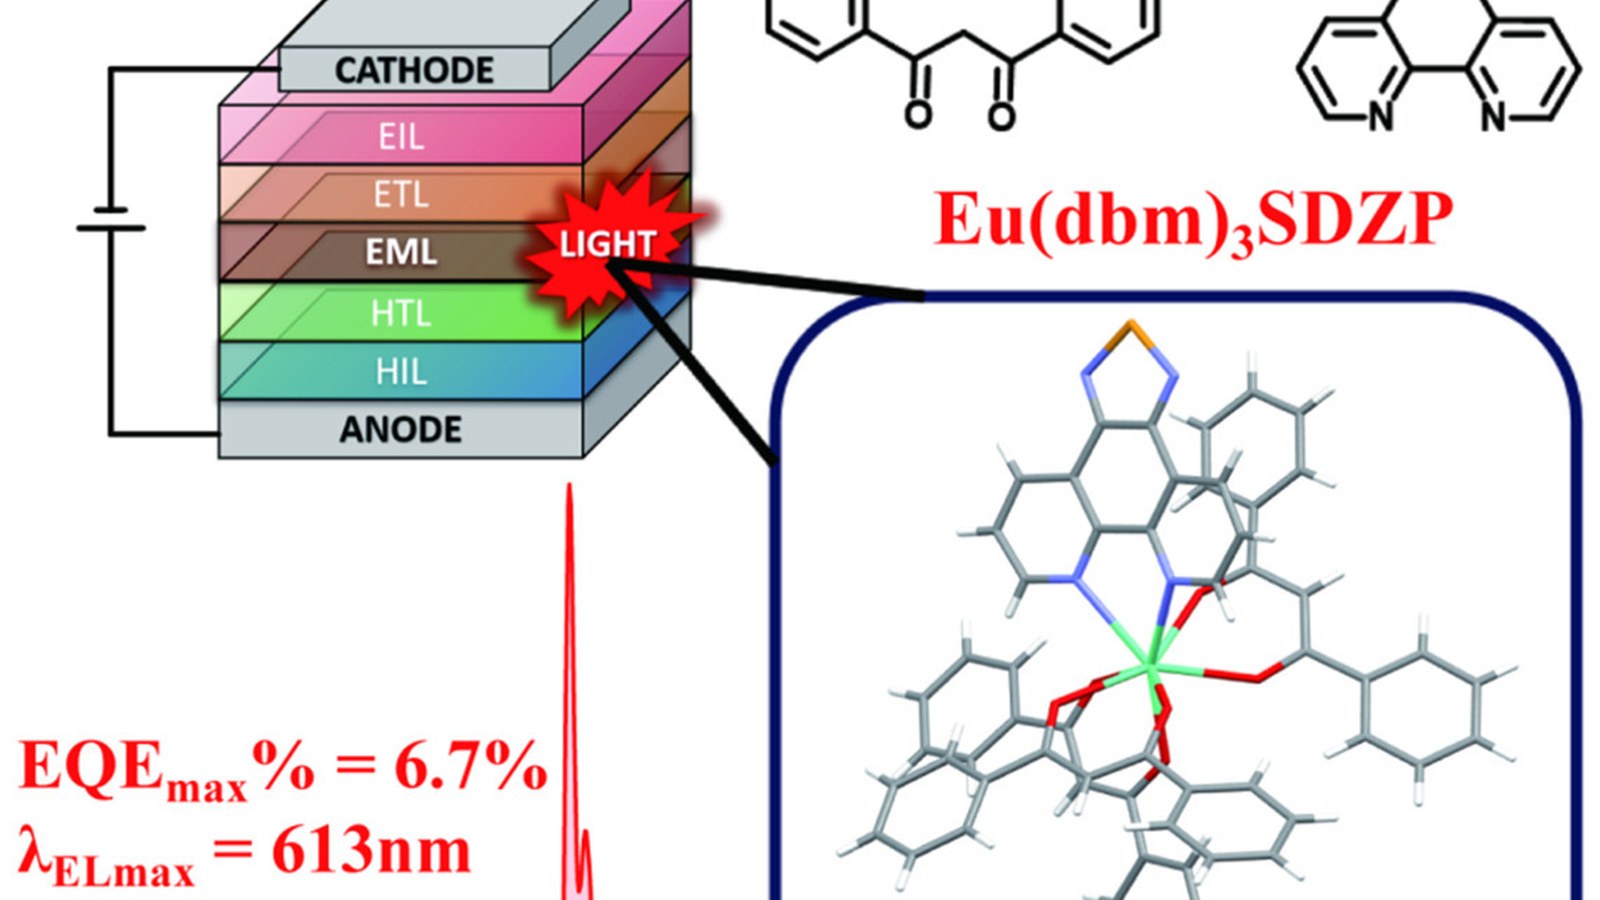 CATHODE
EIL
ETL
EML
HTL
HIL
ANODE
LIGHT
O O
N N
Eu(dbm)₃SDZP
EQEmax% = 6.7%
λELmax = 613nm